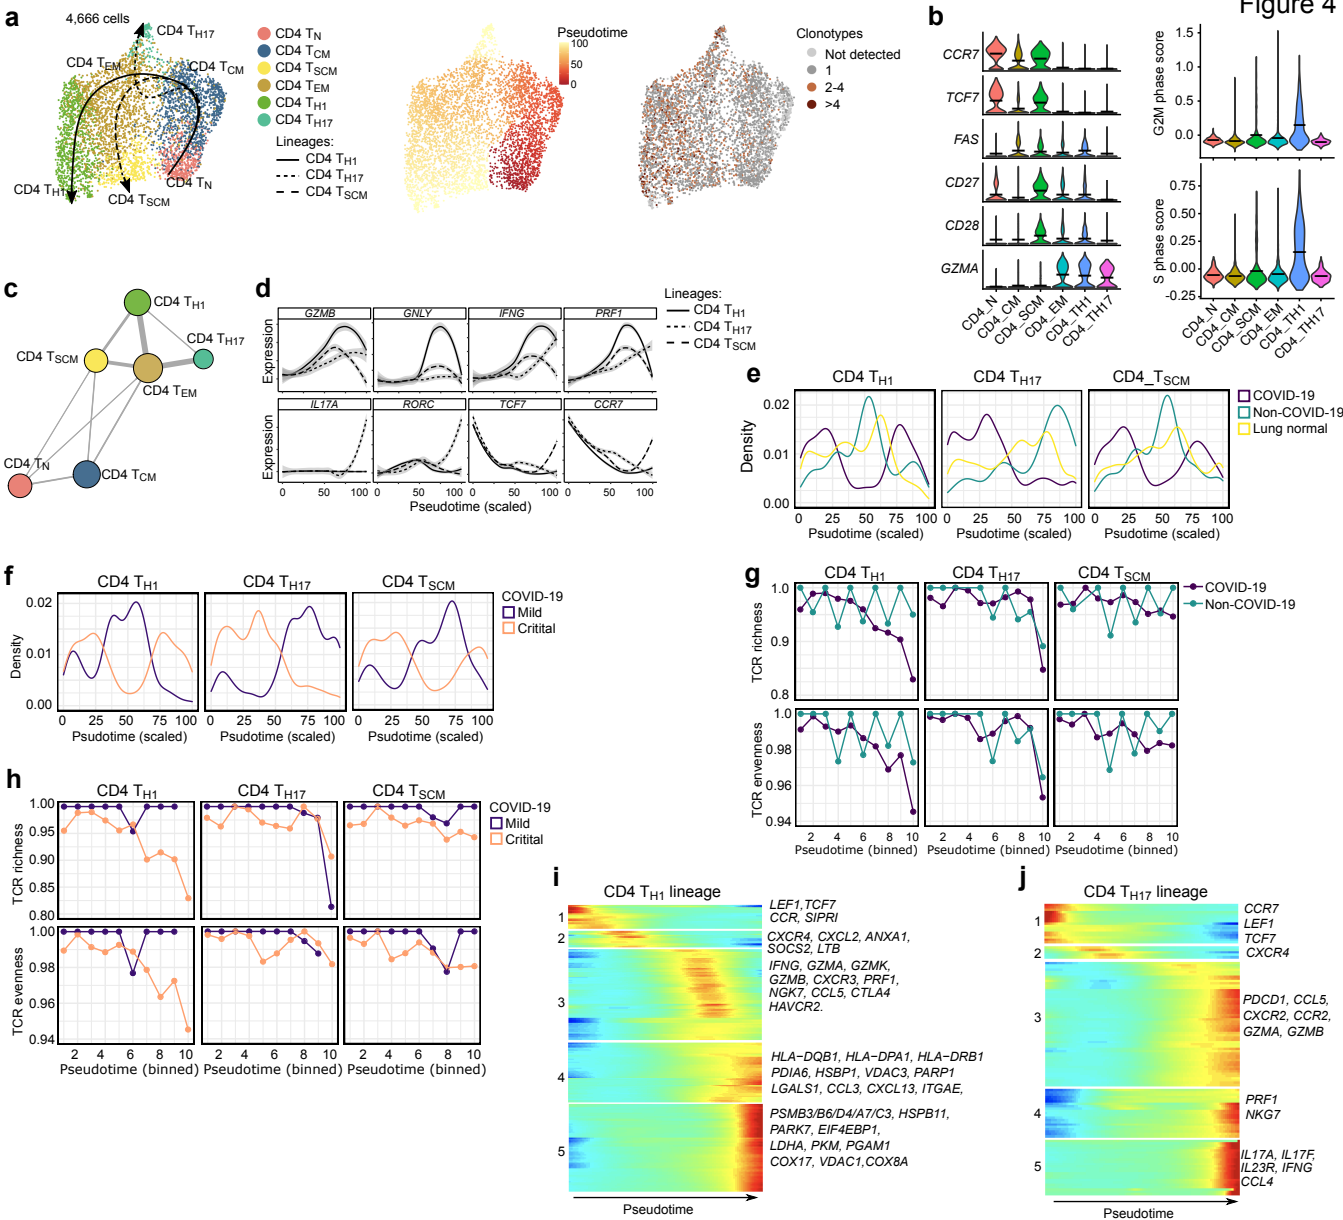 Figure 4
a
4,666 cells
CD4 TH17
CD4 TEM
CD4 TCM
CD4 TH1
CD4 TSCM
CD4 TN
CD4 TN
CD4 TCM
CD4 TSCM
CD4 TEM
CD4 TH1
CD4 TH17
Lineages:
CD4 TH1
CD4 TH17
CD4 TSCM
Pseudotime
100
50
0
Clonotypes
Not detected
1
2-4
>4
b
CCR7
TCF7
FAS
CD27
CD28
GZMA
CD4_N
CD4_CM
CD4_SCM
CD4_EM
CD4_TH1
CD4_TH17
G2M phase score
1.5
1.0
0.5
0.0
S phase score
0.75
0.50
0.25
0.00
-0.25
CD4_N
CD4_CM
CD4_SCM
CD4_EM
CD4_TH1
CD4_TH17
c
CD4 TH1
CD4 TH17
CD4 TSCM
CD4 TEM
CD4 TN
CD4 TCM
d
GZMB GNLY IFNG PRF1
Expression
IL17A RORC TCF7 CCR7
Expression
0 50 100 0 50 100 0 50 100 0 50 100
Pseudotime (scaled)
Lineages:
CD4 TH1
CD4 TH17
CD4 TSCM
e
CD4 TH1 CD4 TH17 CD4_TSCM
Density
0.02
0.01
0.00
0 25 50 75 100 0 25 50 75 100 0 25 50 75 100
Psudotime (scaled) Psudotime (scaled) Psudotime (scaled)
COVID-19
Non-COVID-19
Lung normal
f
CD4 TH1 CD4 TH17 CD4 TSCM
Density
0.02
0.01
0.00
0 25 50 75 100 0 25 50 75 100 0 25 50 75 100
Psudotime (scaled) Psudotime (scaled) Psudotime (scaled)
COVID-19
Mild
Critital
g
CD4 TH1 CD4 TH17 CD4 TSCM
TCR richness
1.0
0.9
0.8
TCR envenness
1.0
0.98
0.96
0.94
2 4 6 8 10 2 4 6 8 10 2 4 6 8 10
Pseudotime (binned) Pseudotime (binned) Pseudotime (binned)
COVID-19
Non-COVID-19
h
CD4 TH1 CD4 TH17 CD4 TSCM
TCR richness
1.00
0.95
0.90
0.85
0.80
TCR evenness
1.00
0.98
0.96
0.94
2 4 6 8 10 2 4 6 8 10 2 4 6 8 10
Pseudotime (binned) Pseudotime (binned) Pseudotime (binned)
COVID-19
Mild
Critital
i
CD4 TH1 lineage
1
LEF1,TCF7
CCR, SIPRI
2
CXCR4, CXCL2, ANXA1,
SOCS2, LTB
3
IFNG, GZMA, GZMK,
GZMB, CXCR3, PRF1,
NGK7, CCL5, CTLA4
HAVCR2.
4
HLA−DQB1, HLA−DPA1, HLA−DRB1
PDIA6, HSBP1, VDAC3, PARP1
LGALS1, CCL3, CXCL13, ITGAE,
5
PSMB3/B6/D4/A7/C3, HSPB11,
PARK7, EIF4EBP1,
LDHA, PKM, PGAM1
COX17, VDAC1,COX8A
Pseudotime
j
CD4 TH17 lineage
1
CCR7
LEF1
TCF7
2
CXCR4
3
PDCD1, CCL5,
CXCR2, CCR2,
GZMA, GZMB
4
PRF1
NKG7
5
IL17A, IL17F,
IL23R, IFNG
CCL4
Pseudotime